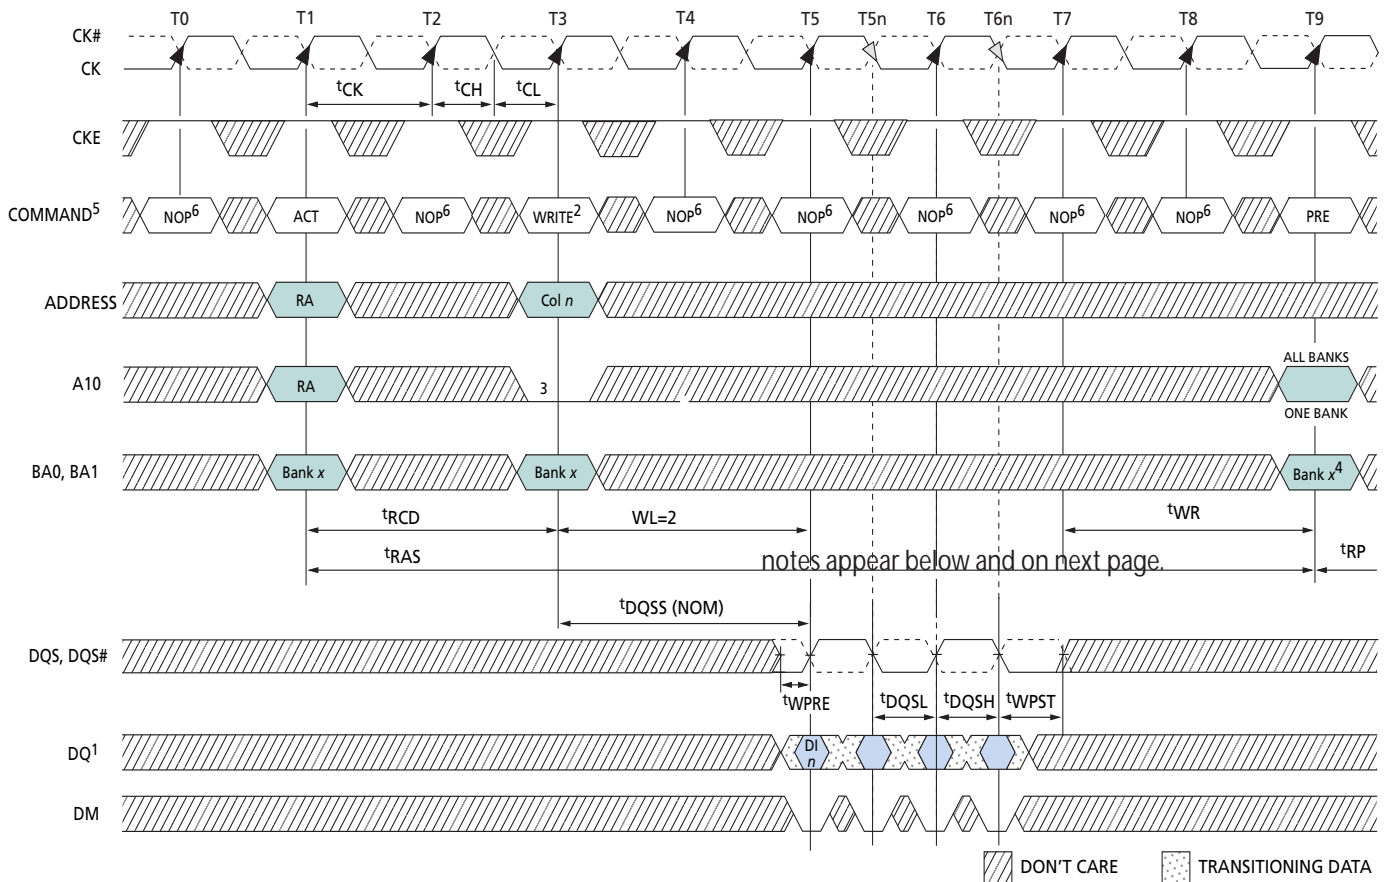 T0 T1 T2 T3 T4 T5 T5n T6 T6n T7 T8 T9
CK#
CK
tCK tCH tCL
CKE
COMMAND5 NOP6 ACT NOP6 WRITE2 NOP6 NOP6 NOP6 NOP6 NOP6 PRE
ADDRESS RA Col n
ALL BANKS
A10 RA 3
ONE BANK
BA0, BA1 Bank x Bank x Bank x4
tRCD WL=2 tWR
tRAS notes appear below and on next page. tRP
tDQSS (NOM)
DQS, DQS#
tWPRE tDQSL tDQSH tWPST
DQ1 DI
n
DM
DON'T CARE TRANSITIONING DATA